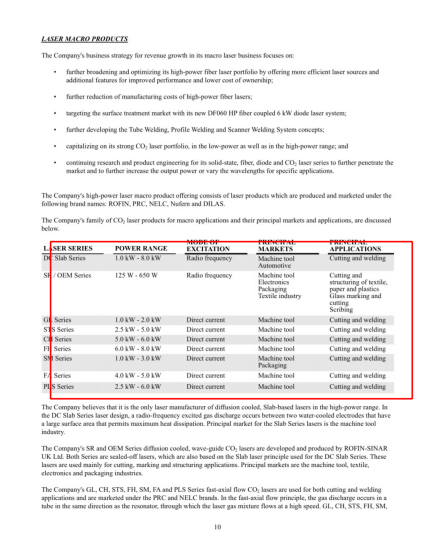 LASER MACRO PRODUCTS
The Company's business strategy for revenue growth in its macro laser business focuses on:
• further broadening and optimizing its high-power fiber laser portfolio by offering more efficient laser sources and
additional features for improved performance and lower cost of ownership;
• further reduction of manufacturing costs of high-power fiber lasers;
• targeting the surface treatment market with its new DF060 HP fiber coupled 6 kW diode laser system;
• further developing the Tube Welding, Profile Welding and Scanner Welding System concepts;
• capitalizing on its strong CO2 laser portfolio, in the low-power as well as in the high-power range; and
• continuing research and product engineering for its solid-state, fiber, diode and CO2 laser series to further penetrate the
market and to further increase the output power or vary the wavelengths for specific applications.
The Company's high-power laser macro product offering consists of laser products which are produced and marketed under the
following brand names: ROFIN, PRC, NELC, Nufern and DILAS.
The Company's family of CO2 laser products for macro applications and their principal markets and applications, are discussed
below.
MODE OF PRINCIPAL PRINCIPAL
LASER SERIES POWER RANGE EXCITATION MARKETS APPLICATIONS
DC Slab Series 1.0 kW - 8.0 kW Radio frequency Machine tool Cutting and welding
Automotive
SR / OEM Series 125 W - 650 W Radio frequency Machine tool Cutting and
Electronics structuring of textile,
Packaging paper and plastics
Textile industry Glass marking and
cutting
Scribing
GL Series 1.0 kW - 2.0 kW Direct current Machine tool Cutting and welding
STS Series 2.5 kW - 5.0 kW Direct current Machine tool Cutting and welding
CH Series 5.0 kW - 6.0 kW Direct current Machine tool Cutting and welding
FH Series 6.0 kW - 8.0 kW Direct current Machine tool Cutting and welding
SM Series 1.0 kW - 3.0 kW Direct current Machine tool Cutting and welding
Packaging
FA Series 4.0 kW - 5.0 kW Direct current Machine tool Cutting and welding
PLS Series 2.5 kW - 6.0 kW Direct current Machine tool Cutting and welding
The Company believes that it is the only laser manufacturer of diffusion cooled, Slab-based lasers in the high-power range. In
the DC Slab Series laser design, a radio-frequency excited gas discharge occurs between two water-cooled electrodes that have
a large surface area that permits maximum heat dissipation. Principal market for the Slab Series lasers is the machine tool
industry.
The Company's SR and OEM Series diffusion cooled, wave-guide CO2 lasers are developed and produced by ROFIN-SINAR
UK Ltd. Both Series are sealed-off lasers, which are also based on the Slab laser principle used for the DC Slab Series. These
lasers are used mainly for cutting, marking and structuring applications. Principal markets are the machine tool, textile,
electronics and packaging industries.
The Company's GL, CH, STS, FH, SM, FA and PLS Series fast-axial flow CO2 lasers are used for both cutting and welding
applications and are marketed under the PRC and NELC brands. In the fast-axial flow principle, the gas discharge occurs in a
tube in the same direction as the resonator, through which the laser gas mixture flows at a high speed. GL, CH, STS, FH, SM,
10